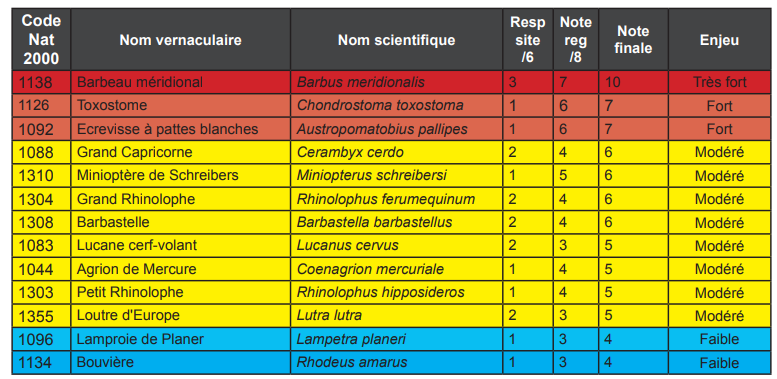 Code Nat 2000 Nom vernaculaire Nom scientifique Resp site /6 Note reg /8 Note finale Enjeu
1138 Barbeau méridional Barbus meridionalis 3 7 10 Très fort
1126 Toxostome Chondrostoma toxostoma 1 6 7 Fort
1092 Ecrevisse à pattes blanches Austropomatobius pallipes 1 6 7 Fort
1088 Grand Capricorne Cerambyx cerdo 2 4 6 Modéré
1310 Minioptère de Schreibers Miniopterus schreibersi 1 5 6 Modéré
1304 Grand Rhinolophe Rhinolophus ferumequinum 2 4 6 Modéré
1308 Barbastelle Barbastella barbastellus 2 4 6 Modéré
1083 Lucane cerf-volant Lucanus cervus 2 3 5 Modéré
1044 Agrion de Mercure Coenagrion mercuriale 1 4 5 Modéré
1303 Petit Rhinolophe Rhinolophus hipposideros 1 4 5 Modéré
1355 Loutre d'Europe Lutra lutra 2 3 5 Modéré
1096 Lamproie de Planer Lampetra planeri 1 3 4 Faible
1134 Bouvière Rhodeus amarus 1 3 4 Faible